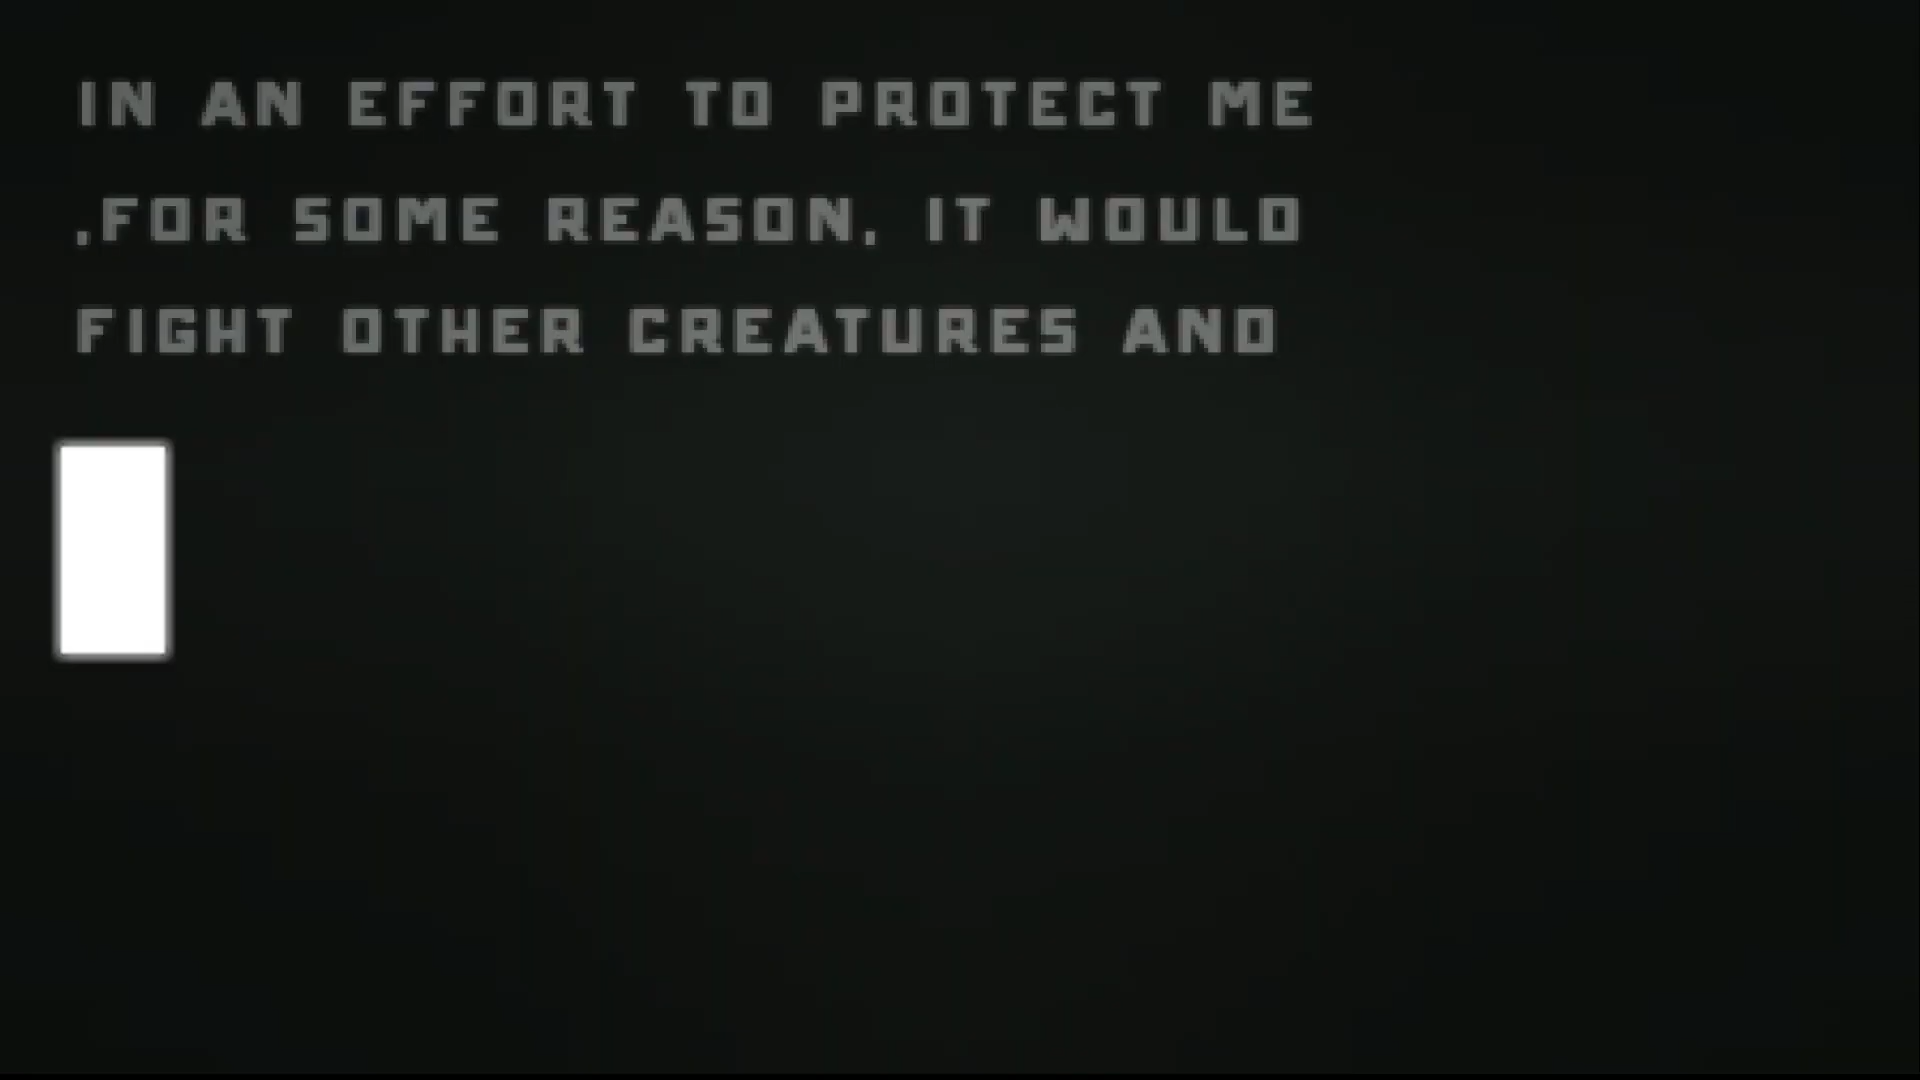 IN AN EFFORT TO PROTECT ME
,FOR SOME REASON, IT WOULD
FIGHT OTHER CREATURES AND